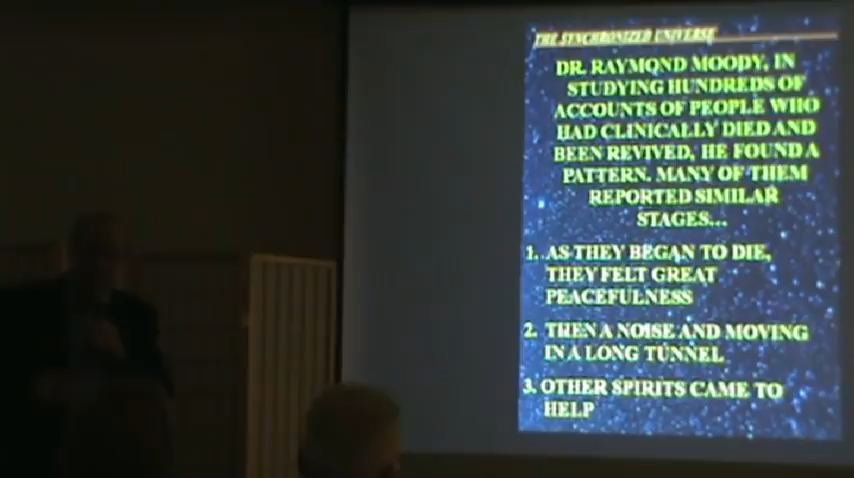 THE SYNCHRONIZED UNIVERSE
DR. RAYMOND MOODY, IN
STUDYING HUNDREDS OF
ACCOUNTS OF PEOPLE WHO
HAD CLINICALLY DIED AND
BEEN REVIVED, HE FOUND A
PATTERN. MANY OF THEM
REPORTED SIMILAR
STAGES...
1. AS THEY BEGAN TO DIE,
THEY FELT GREAT
PEACEFULNESS
2. THEN A NOISE AND MOVING
IN A LONG TUNNEL
3. OTHER SPIRITS CAME TO
HELP